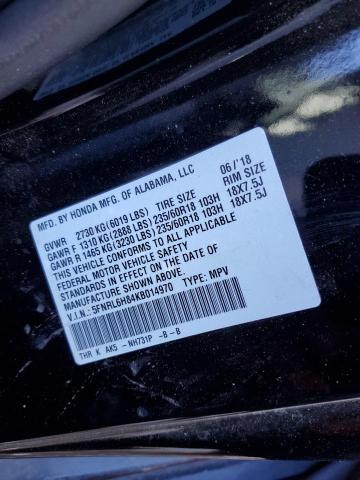 MFD. BY HONDA MFG. OF ALABAMA, LLC 06/'18
GVWR 2730 KG(6019 LBS) TIRE SIZE RIM SIZE
GAWR F 1310 KG(2888 LBS) 235/60R18 103H 18X7.5J
GAWR R 1465 KG(3230 LBS) 235/60R18 103H 18X7.5J
THIS VEHICLE CONFORMS TO ALL APPLICABLE
FEDERAL MOTOR VEHICLE SAFETY
STANDARDS IN EFFECT ON THE DATE OF
MANUFACTURE SHOWN ABOVE.
V.I.N: 5FNRL6H84KB014970 TYPE: MPV
THR K AK5 - NH731P -B -B